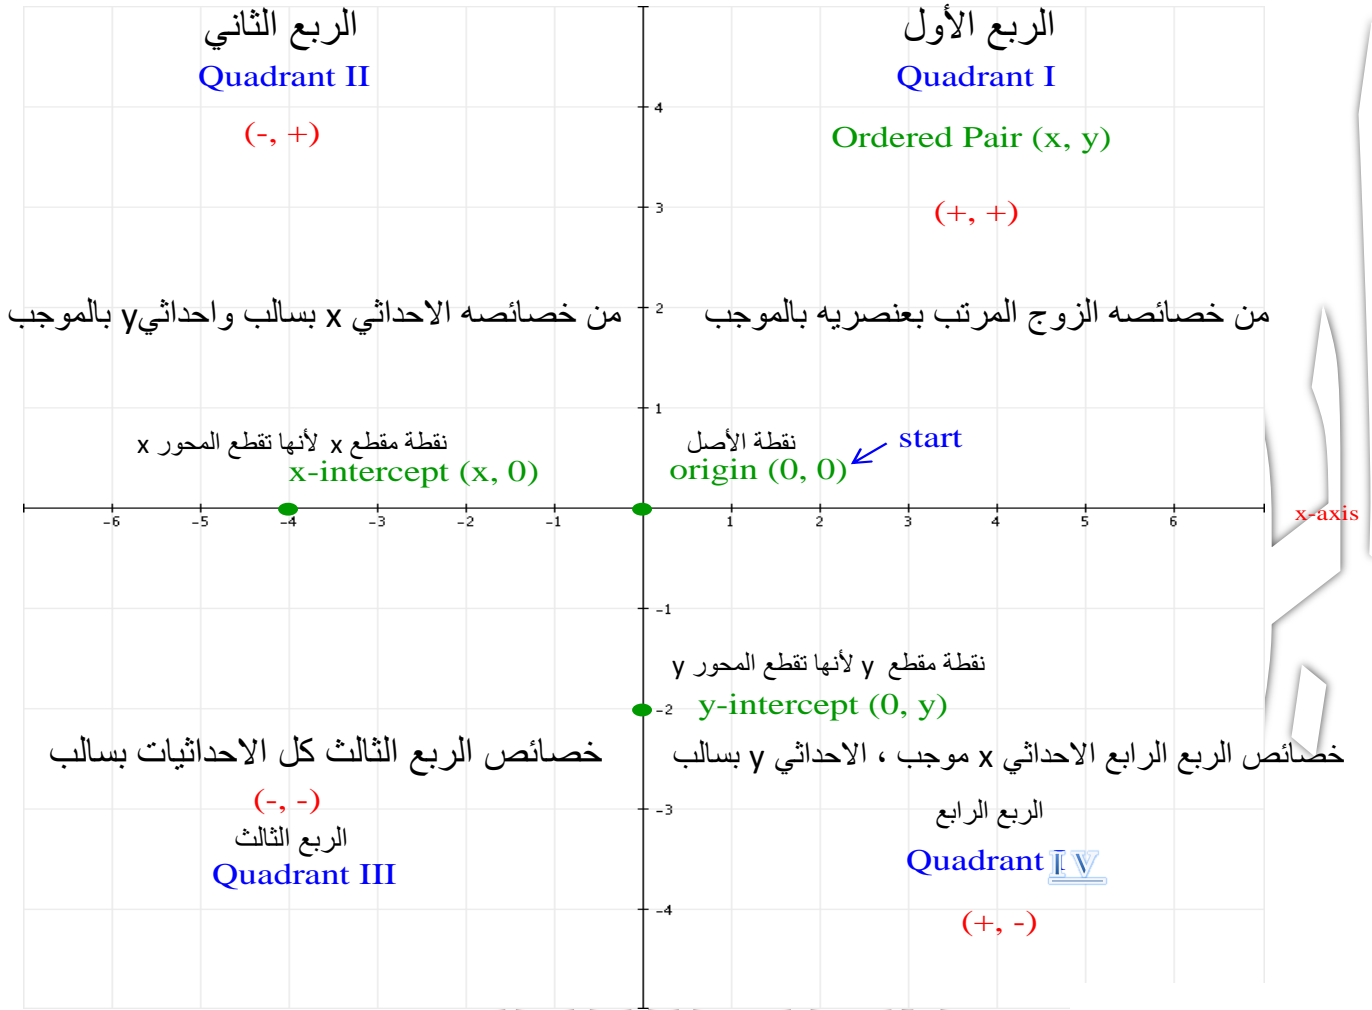 الربع الثاني
Quadrant II
(-, +)
من خصائصه الاحداثي x بسالب واحداثيy بالموجب
نقطة مقطع x لأنها تقطع المحور x
x-intercept (x, 0)
الربع الأول
Quadrant I
Ordered Pair (x, y)
(+, +)
من خصائصه الزوج المرتب بعنصريه بالموجب
نقطة الأصل
start
origin (0, 0)
4
3
2
1
-6 -5 -4 -3 -2 -1 1 2 3 4 5 6
x-axis
-1
-2
-3
-4
خصائص الربع الثالث كل الاحداثيات بسالب
(-, -)
الربع الثالث
Quadrant III
نقطة مقطع y لأنها تقطع المحور y
y-intercept (0, y)
خصائص الربع الرابع الاحداثي x موجب ، الاحداثي y بسالب
الربع الرابع
Quadrant IV
(+, -)